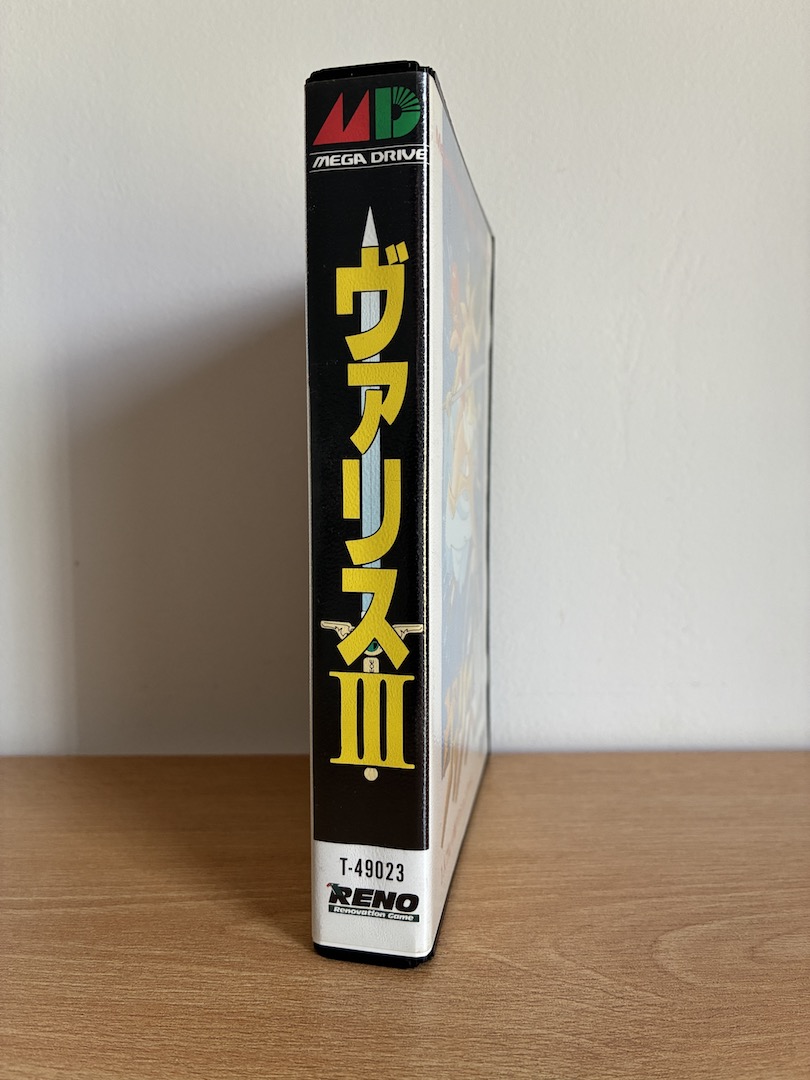 MD
MEGA DRIVE
ヴァリス
III
T-49023
RENO
Renovation Game